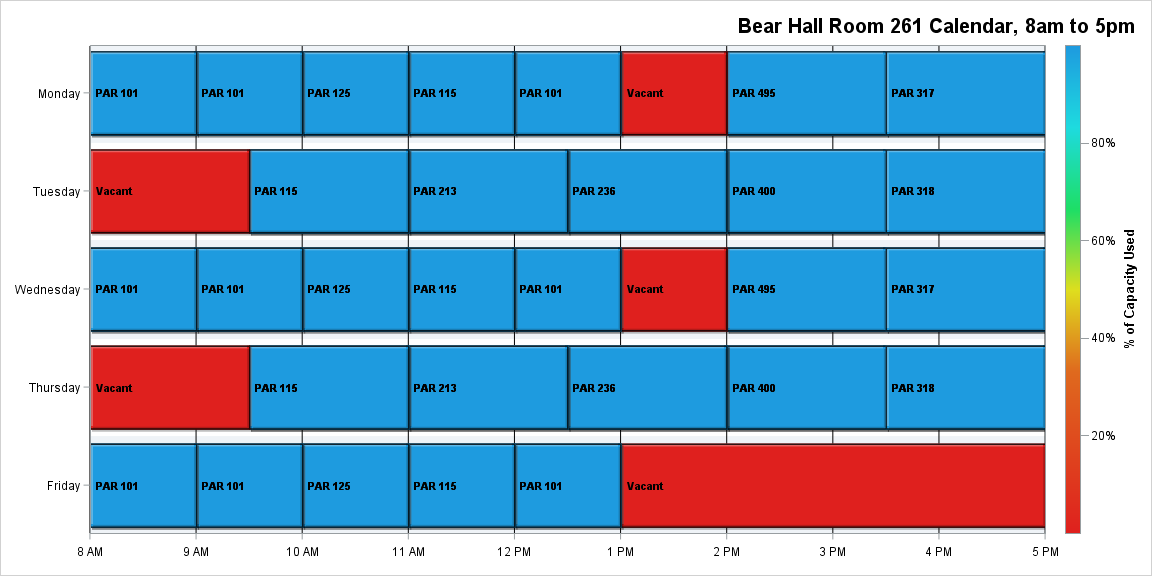 Bear Hall Room 261 Calendar, 8am to 5pm
Monday PAR 101 PAR 101 PAR 125 PAR 115 PAR 101 Vacant PAR 495 PAR 317
80%
Tuesday Vacant PAR 115 PAR 213 PAR 236 PAR 400 PAR 318
60%
% of Capacity Used
Wednesday PAR 101 PAR 101 PAR 125 PAR 115 PAR 101 Vacant PAR 495 PAR 317
40%
Thursday Vacant PAR 115 PAR 213 PAR 236 PAR 400 PAR 318
20%
Friday PAR 101 PAR 101 PAR 125 PAR 115 PAR 101 Vacant
8 AM 9 AM 10 AM 11 AM 12 PM 1 PM 2 PM 3 PM 4 PM 5 PM